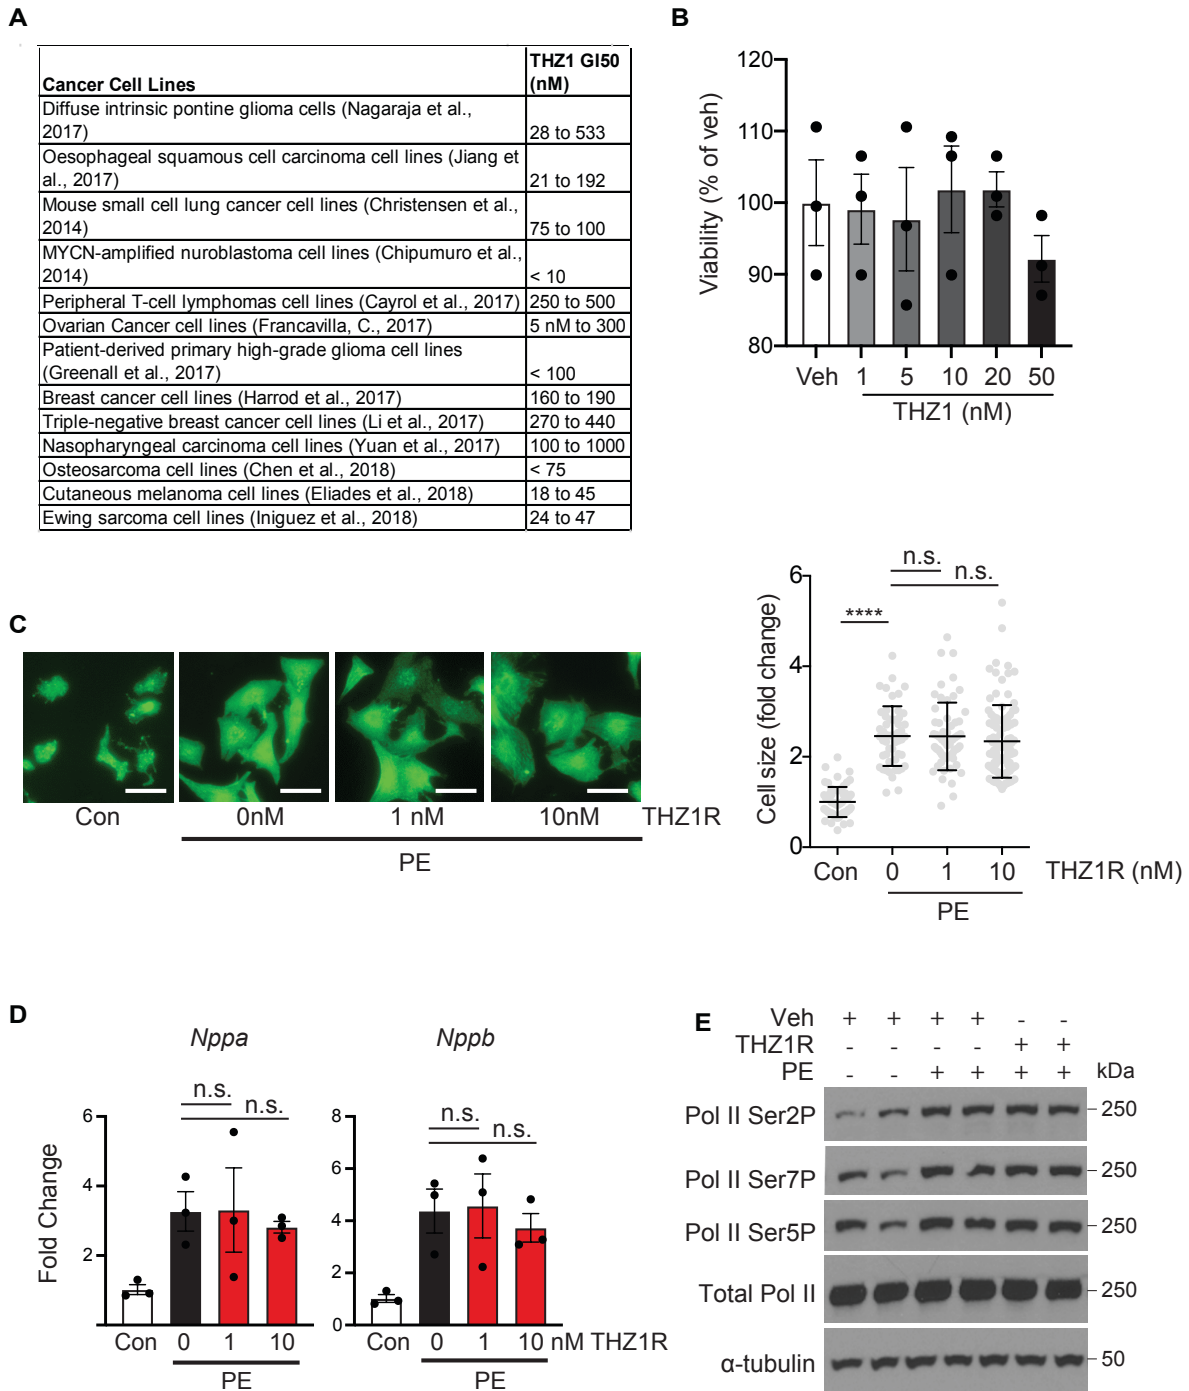 A
Cancer Cell Lines
THZ1 GI50
(nM)
Diffuse intrinsic pontine glioma cells (Nagaraja et al.,
2017)
28 to 533
Oesophageal squamous cell carcinoma cell lines (Jiang et
al., 2017)
21 to 192
Mouse small cell lung cancer cell lines (Christensen et al.,
2014)
75 to 100
MYCN-amplified nuroblastoma cell lines (Chipumuro et al.,
2014)
< 10
Peripheral T-cell lymphomas cell lines (Cayrol et al., 2017) 250 to 500
Ovarian Cancer cell lines (Francavilla, C., 2017) 5 nM to 300
Patient-derived primary high-grade glioma cell lines
(Greenall et al., 2017)
< 100
Breast cancer cell lines (Harrod et al., 2017) 160 to 190
Triple-negative breast cancer cell lines (Li et al., 2017) 270 to 440
Nasopharyngeal carcinoma cell lines (Yuan et al., 2017) 100 to 1000
Osteosarcoma cell lines (Chen et al., 2018) < 75
Cutaneous melanoma cell lines (Eliades et al., 2018) 18 to 45
Ewing sarcoma cell lines (Iniguez et al., 2018) 24 to 47
B
Viability (% of veh)
120
110
100
90
80
Veh 1 5 10 20 50
THZ1 (nM)
C
Con 0nM 1 nM 10nM THZ1R
PE
Cell size (fold change)
n.s.
n.s.
****
6
4
2
0
Con 0 1 10 THZ1R (nM)
PE
D
Nppa
Fold Change
n.s.
n.s.
6
4
2
Con 0 1 10
PE
Nppb
n.s.
n.s.
8
6
4
2
0
Con 0 1 10 nM THZ1R
PE
E
Veh + + + + - -
THZ1R - - - - + +
PE - - + + + + kDa
Pol II Ser2P 250
Pol II Ser7P 250
Pol II Ser5P 250
Total Pol II 250
α-tubulin 50